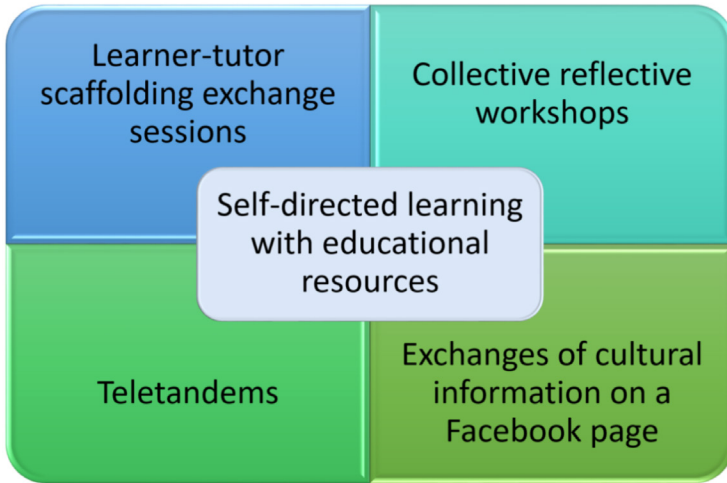 Learner-tutor
scaffolding exchange
sessions
Collective reflective
workshops
Self-directed learning
with educational
resources
Teletandems
Exchanges of cultural
information on a
Facebook page